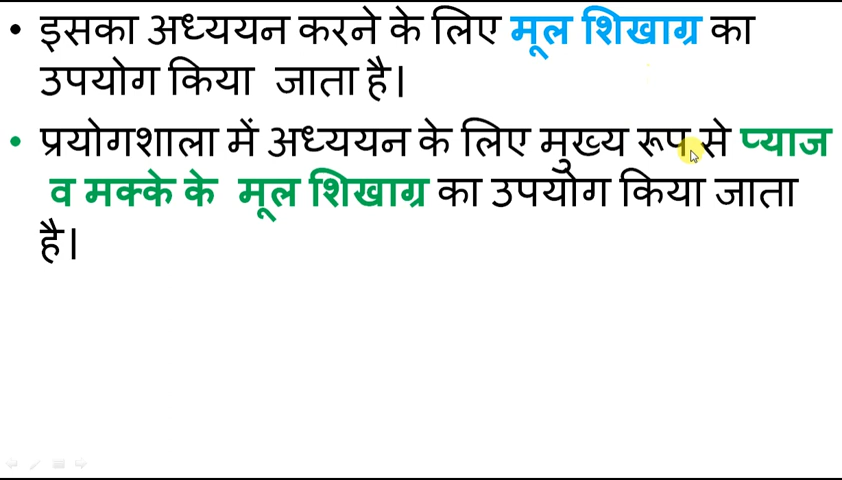 • इसका अध्ययन करने के लिए मूल शिखाग्र का
उपयोग किया जाता है।
• प्रयोगशाला में अध्ययन के लिए मुख्य रूप से प्याज
व मक्के के मूल शिखाग्र का उपयोग किया जाता
है।